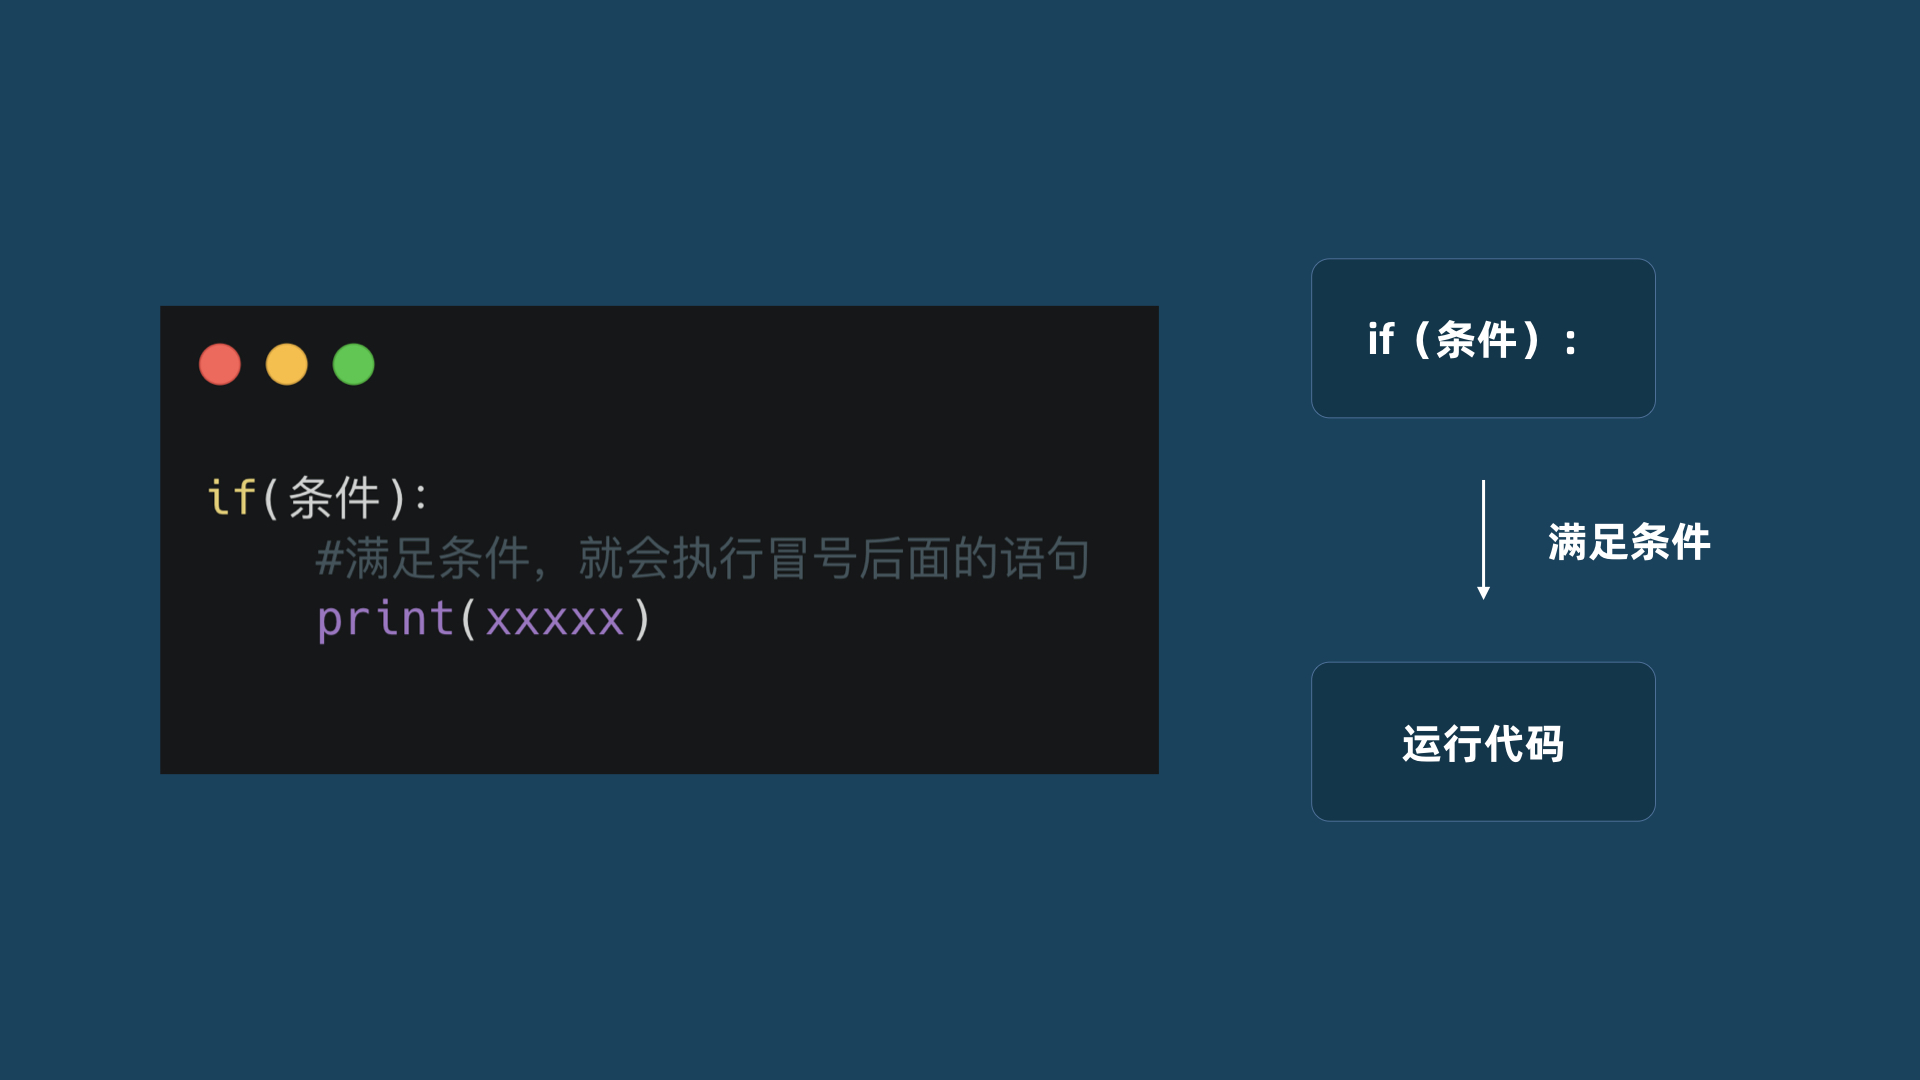 if(条件):
#满足条件，就会执行冒号后面的语句
print(xxxxx)
if（条件）:
满足条件
运行代码